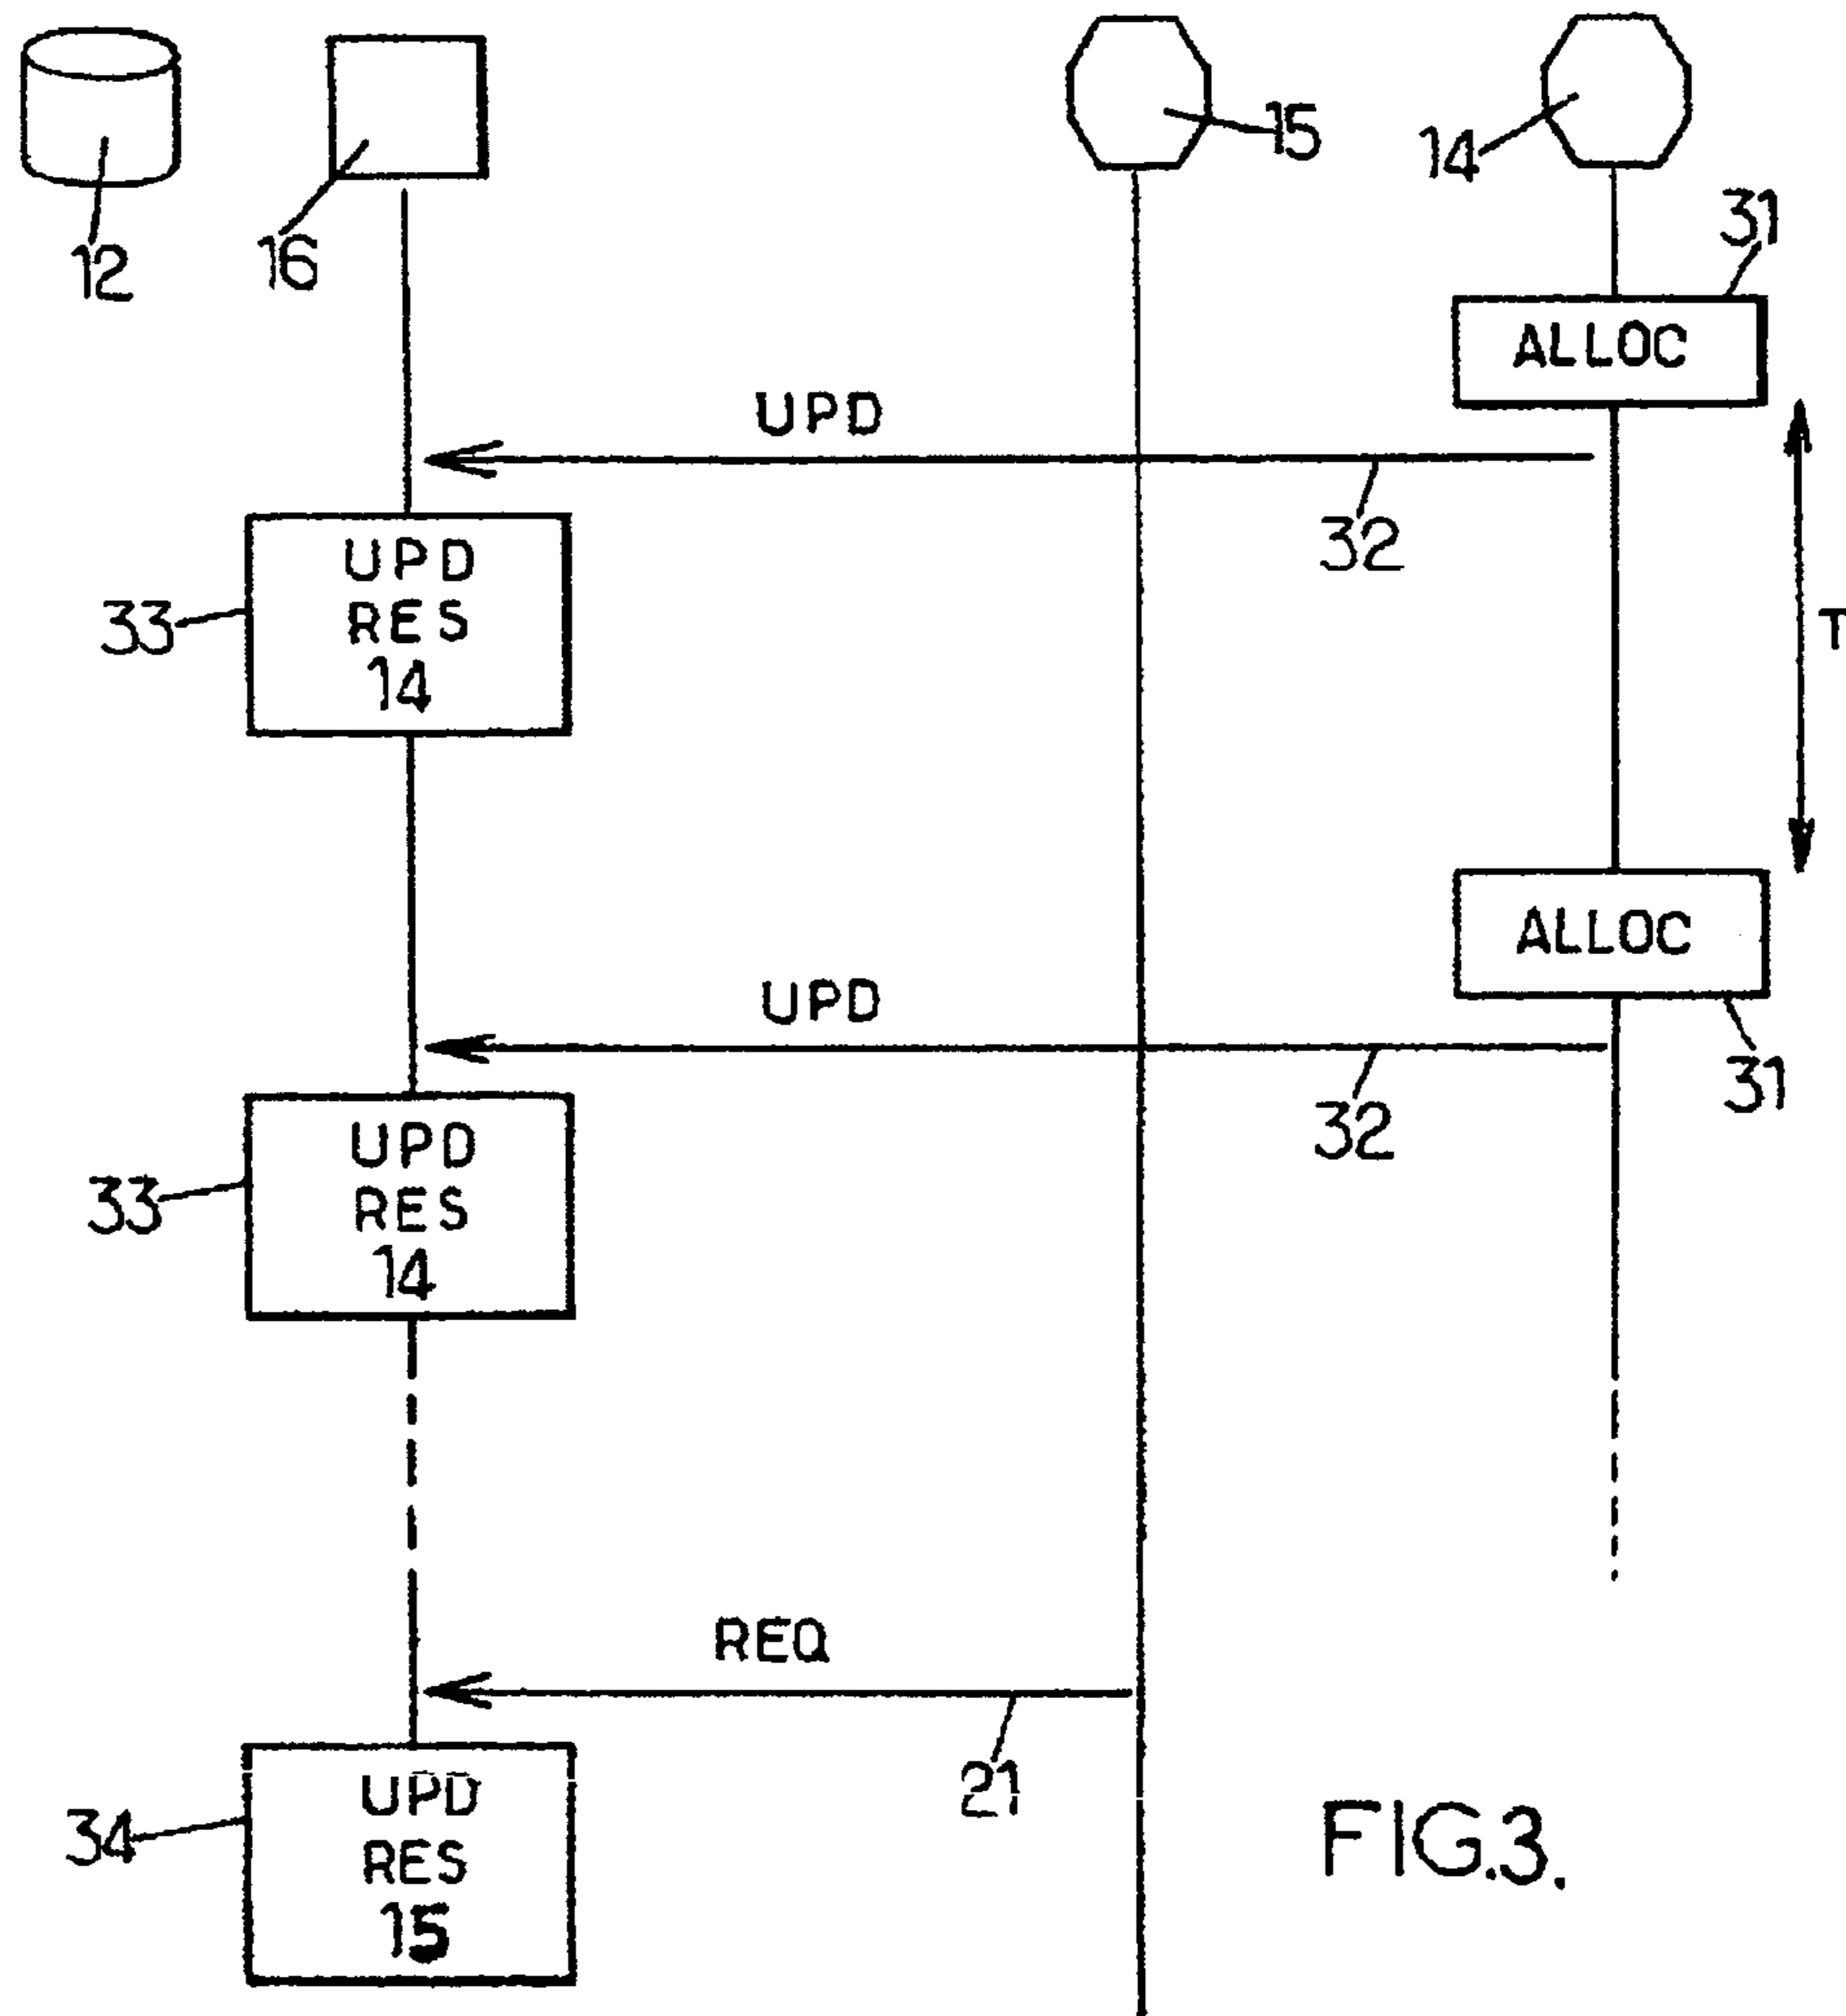 15
14
31
12
16
ALLOC
UPD
32
UPD
RES
14
33
T
ALLOC
UPD
31
32
UPD
RES
14
33
REQ
21
UPD
RES
15
34
FIG.3.